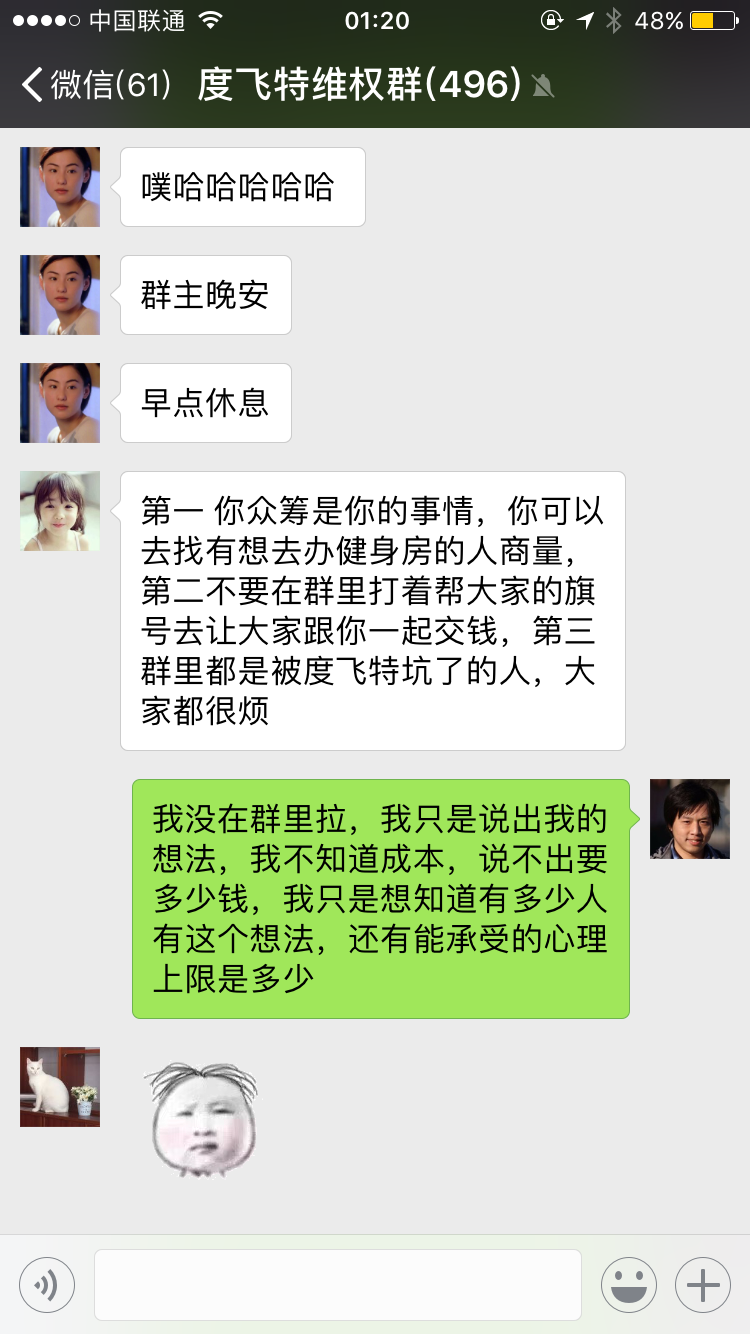 中国联通 01:20 48%
微信(61) 度飞特维权群(496)
噗哈哈哈哈哈
群主晚安
早点休息
第一 你众筹是你的事情，你可以
去找有想去办健身房的人商量，
第二不要在群里打着帮大家的旗
号去让大家跟你一起交钱，第三
群里都是被度飞特坑了的人，大
家都很烦
我没在群里拉，我只是说出我的
想法，我不知道成本，说不出要
多少钱，我只是想知道有多少人
有这个想法，还有能承受的心理
上限是多少